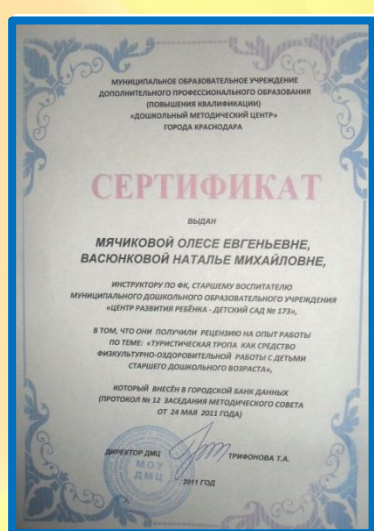 МУНИЦИПАЛЬНОЕ ОБРАЗОВАТЕЛЬНОЕ УЧРЕЖДЕНИЕ
ДОПОЛНИТЕЛЬНОГО ПРОФЕССИОНАЛЬНОГО ОБРАЗОВАНИЯ
(ПОВЫШЕНИЯ КВАЛИФИКАЦИИ)
«ДОШКОЛЬНЫЙ МЕТОДИЧЕСКИЙ ЦЕНТР»
ГОРОДА КРАСНОДАРА
СЕРТИФИКАТ
ВЫДАН
МЯЧИКОВОЙ ОЛЕСЕ ЕВГЕНЬЕВНЕ,
ВАСЮНКОВОЙ НАТАЛЬЕ МИХАЙЛОВНЕ,
ИНСТРУКТОРУ ПО ФК, СТАРШЕМУ ВОСПИТАТЕЛЮ
МУНИЦИПАЛЬНОГО ДОШКОЛЬНОГО ОБРАЗОВАТЕЛЬНОГО УЧРЕЖДЕНИЯ
«ЦЕНТР РАЗВИТИЯ РЕБЁНКА - ДЕТСКИЙ САД № 173»,
В ТОМ, ЧТО ОНИ ПОЛУЧИЛИ РЕЦЕНЗИЮ НА ОПЫТ РАБОТЫ
ПО ТЕМЕ: «ТУРИСТИЧЕСКАЯ ТРОПА КАК СРЕДСТВО
ФИЗКУЛЬТУРНО-ОЗДОРОВИТЕЛЬНОЙ РАБОТЫ С ДЕТЬМИ
СТАРШЕГО ДОШКОЛЬНОГО ВОЗРАСТА»,
КОТОРЫЙ ВНЕСЁН В ГОРОДСКОЙ БАНК ДАННЫХ
(ПРОТОКОЛ № 12 ЗАСЕДАНИЯ МЕТОДИЧЕСКОГО СОВЕТА
ОТ 24 МАЯ 2011 ГОДА)
ДИРЕКТОР ДМЦ ТРИФОНОВА Т.А.
МОУ
ДМЦ
2011 ГОД